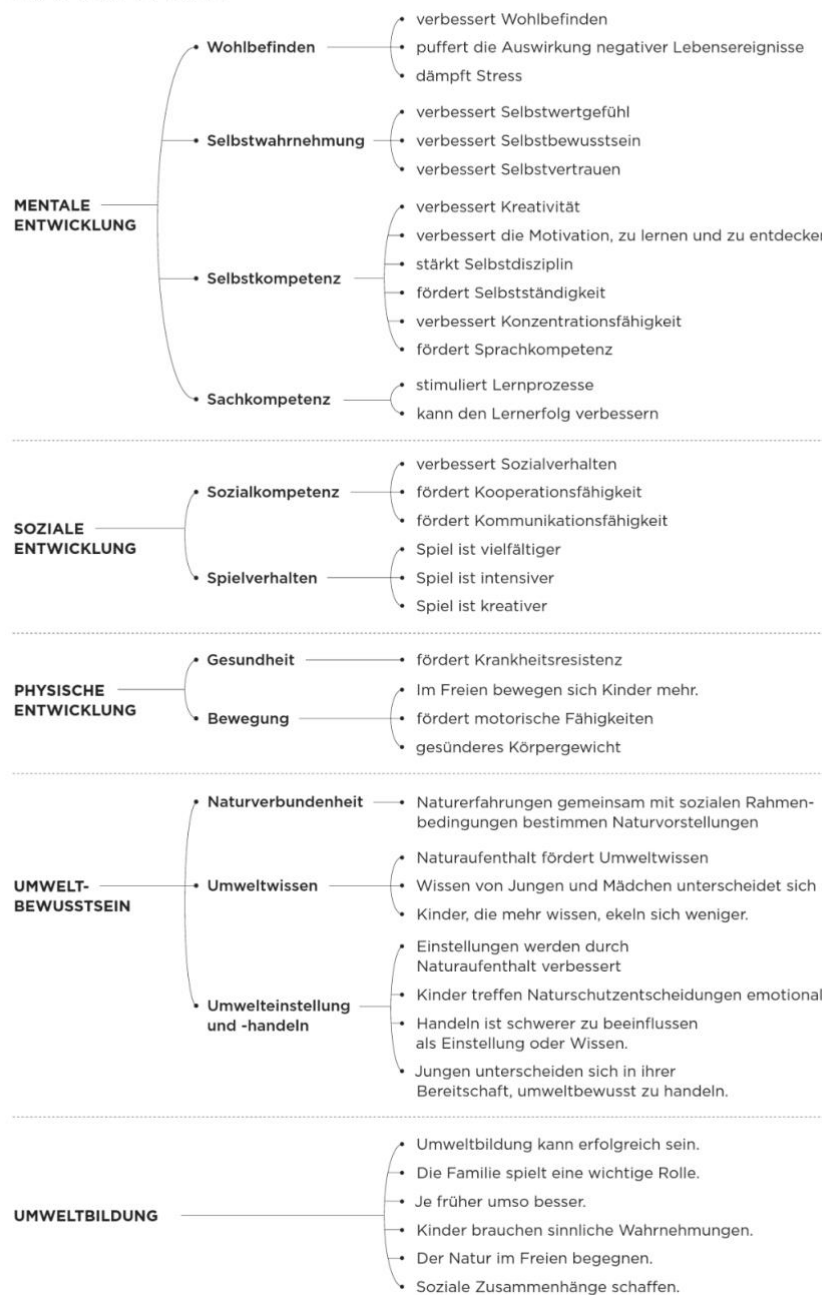 verbessert Wohlbefinden
Wohlbefinden
puffert die Auswirkung negativer Lebensereignisse
dämpft Stress
verbessert Selbstwertgefühl
Selbstwahrnehmung
verbessert Selbstbewusstsein
verbessert Selbstvertrauen
MENTALE
ENTWICKLUNG
verbessert Kreativität
verbessert die Motivation, zu lernen und zu entdecken
stärkt Selbstdisziplin
Selbstkompetenz
fördert Selbstständigkeit
verbessert Konzentrationsfähigkeit
fördert Sprachkompetenz
stimuliert Lernprozesse
Sachkompetenz
kann den Lernerfolg verbessern
verbessert Sozialverhalten
Sozialkompetenz
fördert Kooperationsfähigkeit
fördert Kommunikationsfähigkeit
SOZIALE
ENTWICKLUNG
Spiel ist vielfältiger
Spielverhalten
Spiel ist intensiver
Spiel ist kreativer
Gesundheit
fördert Krankheitsresistenz
PHYSISCHE
ENTWICKLUNG
Im Freien bewegen sich Kinder mehr.
Bewegung
fördert motorische Fähigkeiten
gesünderes Körpergewicht
Naturverbundenheit
Naturerfahrungen gemeinsam mit sozialen Rahmen-
bedingungen bestimmen Naturvorstellungen
Naturaufenthalt fördert Umweltwissen
UMWELT-
BEWUSSTSEIN
Umweltwissen
Wissen von Jungen und Mädchen unterscheidet sich
Kinder, die mehr wissen, ekeln sich weniger.
Einstellungen werden durch
Naturaufenthalt verbessert
Umwelteinstellung
und -handeln
Kinder treffen Naturschutzentscheidungen emotional
Handeln ist schwerer zu beeinflussen
als Einstellung oder Wissen.
Jungen unterscheiden sich in ihrer
Bereitschaft, umweltbewusst zu handeln.
Umweltbildung kann erfolgreich sein.
Die Familie spielt eine wichtige Rolle.
Je früher umso besser.
UMWELTBILDUNG
Kinder brauchen sinnliche Wahrnehmungen.
Der Natur im Freien begegnen.
Soziale Zusammenhänge schaffen.